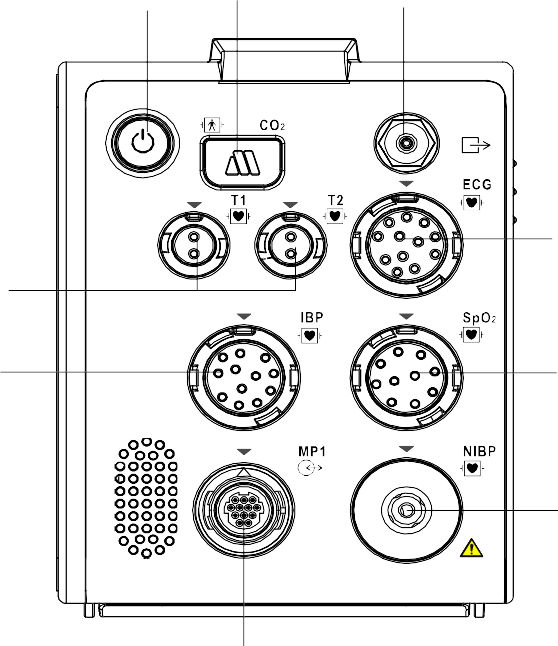 CO₂
T1
T2
ECG
IBP
SpO₂
MP1
NIBP